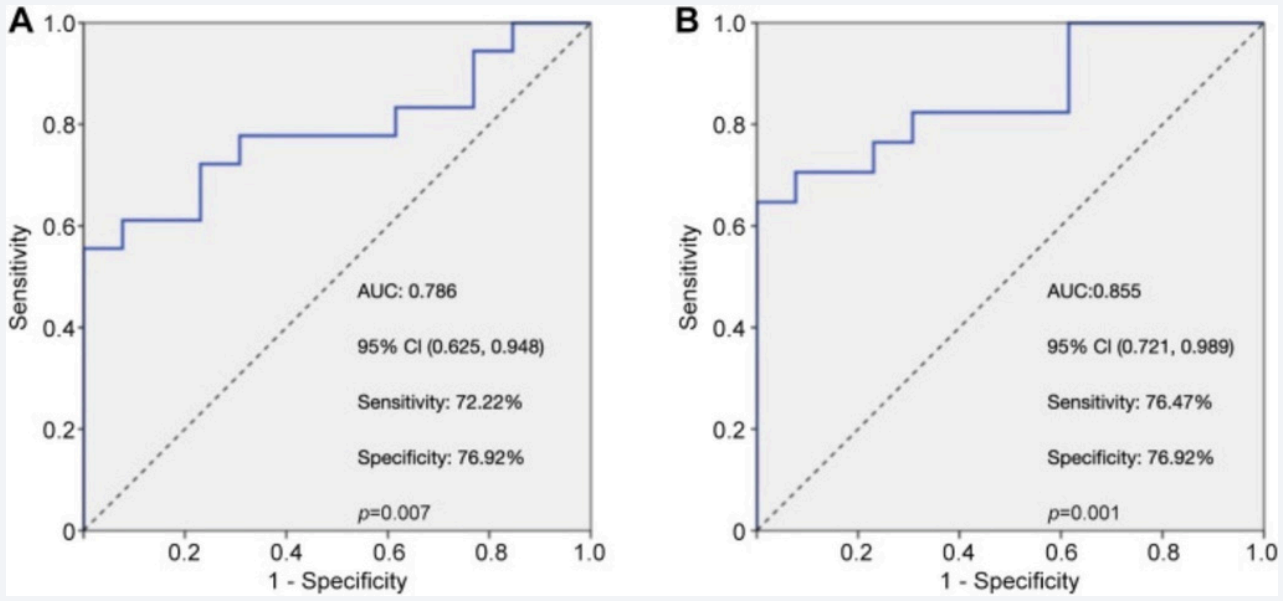 A
1.0
0.8
0.6
0.4
0.2
0
Sensitivity
AUC: 0.786
95% CI (0.625, 0.948)
Sensitivity: 72.22%
Specificity: 76.92%
p=0.007
0.2 0.4 0.6 0.8 1.0
1 - Specificity
B
1.0
0.8
0.6
0.4
0.2
0
Sensitivity
AUC:0.855
95% CI (0.721, 0.989)
Sensitivity: 76.47%
Specificity: 76.92%
p=0.001
0.2 0.4 0.6 0.8 1.0
1 - Specificity